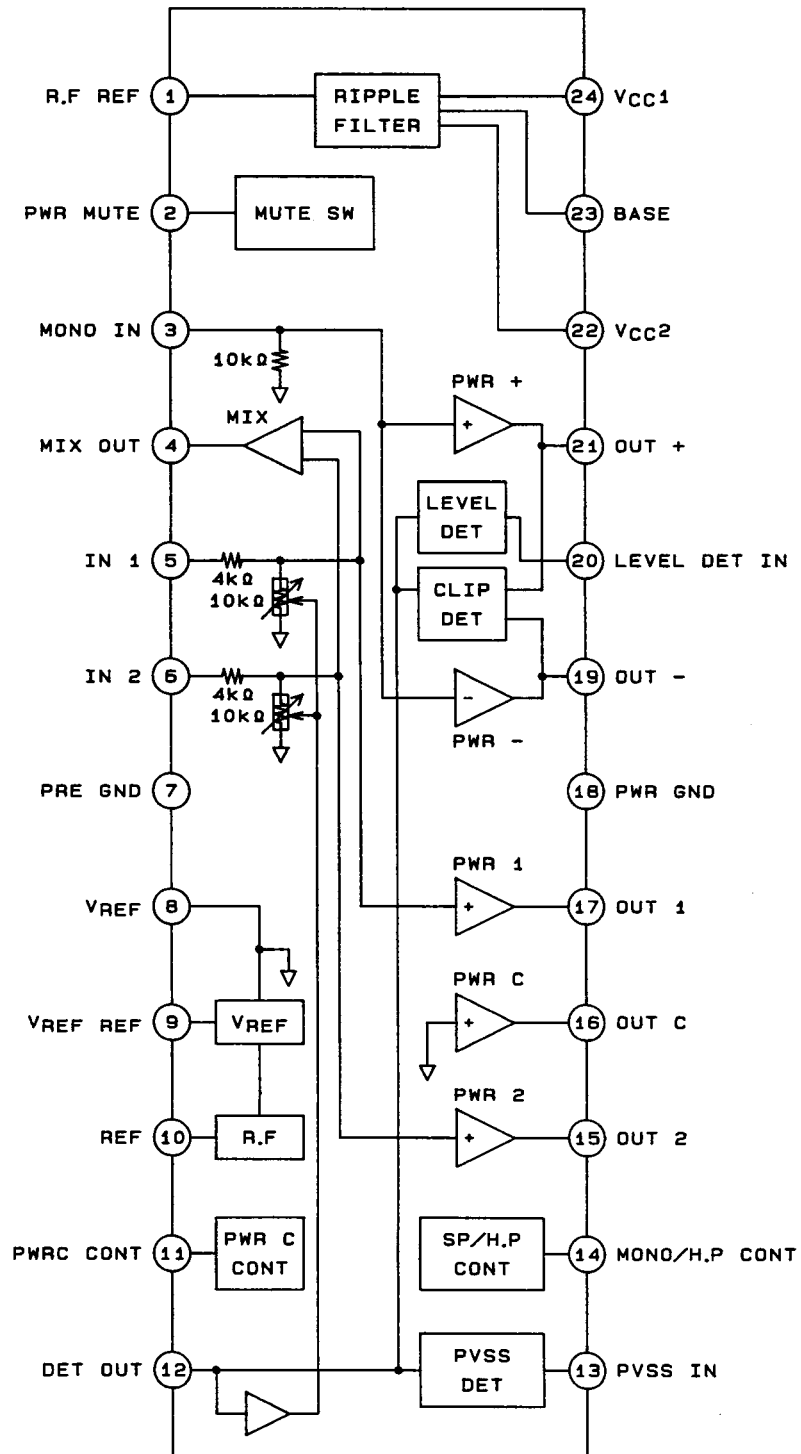 R.F REF 1 RIPPLE FILTER 24 VCC1
PWR MUTE 2 MUTE SW 23 BASE
MONO IN 3 22 VCC2
10kΩ
PWR +
MIX
MIX OUT 4 + 21 OUT +
LEVEL DET
IN 1 5 20 LEVEL DET IN
4kΩ
10kΩ
CLIP DET
IN 2 6 19 OUT -
4kΩ
10kΩ
-
PWR -
PRE GND 7 18 PWR GND
PWR 1
VREF 8 + 17 OUT 1
PWR C
VREF REF 9 VREF + 16 OUT C
PWR 2
REF 10 R.F + 15 OUT 2
PWRC CONT 11 PWR C CONT SP/H.P CONT 14 MONO/H.P CONT
DET OUT 12 PVSS DET 13 PVSS IN